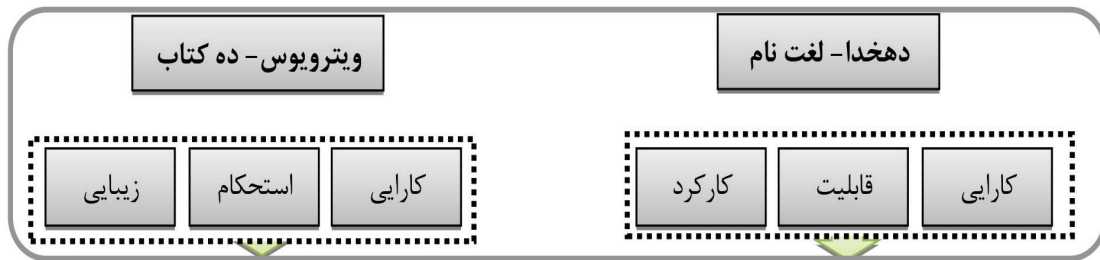 دهخدا- لغت نام
ویترویوس- ده کتاب
کارایی
قابلیت
کارکرد
کارایی
استحکام
زیبایی